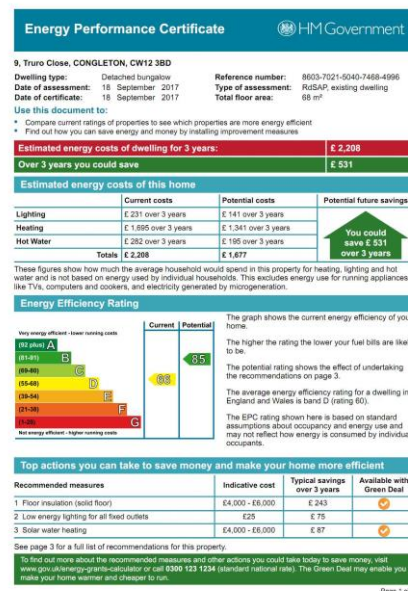 Energy Performance Certificate
HM Government
9, Truro Close, CONGLETON, CW12 3BD
Dwelling type: Detached bungalow
Date of assessment: 18 September 2017
Date of certificate: 18 September 2017
Reference number: 8603-7021-5040-7468-4996
Type of assessment: RdSAP, existing dwelling
Total floor area: 68 m²
Use this document to:
• Compare current ratings of properties to see which properties are more energy efficient
• Find out how you can save energy and money by installing improvement measures
Estimated energy costs of dwelling for 3 years: £ 2,208
Over 3 years you could save £ 531
Estimated energy costs of this home
Current costs Potential costs Potential future savings
Lighting £ 231 over 3 years £ 141 over 3 years
Heating £ 1,695 over 3 years £ 1,341 over 3 years
Hot Water £ 282 over 3 years £ 195 over 3 years
Totals £ 2,208 £ 1,677
You could
save £ 531
over 3 years
These figures show how much the average household would spend in this property for heating, lighting and hot
water and is not based on energy used by individual households. This excludes energy use for running appliances
like TVs, computers and cookers, and electricity generated by microgeneration.
Energy Efficiency Rating
Current Potential
Very energy efficient - lower running costs
(92 plus) A
(81-91) B
(69-80) C
(55-68) D
(39-54) E
(21-38) F
(1-20) G
Not energy efficient - higher running costs
66
85
The graph shows the current energy efficiency of you
home.
The higher the rating the lower your fuel bills are likel
to be.
The potential rating shows the effect of undertaking
the recommendations on page 3.
The average energy efficiency rating for a dwelling in
England and Wales is band D (rating 60).
The EPC rating shown here is based on standard
assumptions about occupancy and energy use and
may not reflect how energy is consumed by individua
occupants.
Top actions you can take to save money and make your home more efficient
Recommended measures Indicative cost Typical savings over 3 years Available with Green Deal
1 Floor insulation (solid floor) £4,000 - £6,000 £ 243
2 Low energy lighting for all fixed outlets £25 £ 75
3 Solar water heating £4,000 - £6,000 £ 87
See page 3 for a full list of recommendations for this property.
To find out more about the recommended measures and other actions you could take today to save money, visit
www.gov.uk/energy-grants-calculator or call 0300 123 1234 (standard national rate). The Green Deal may enable you
make your home warmer and cheaper to run.